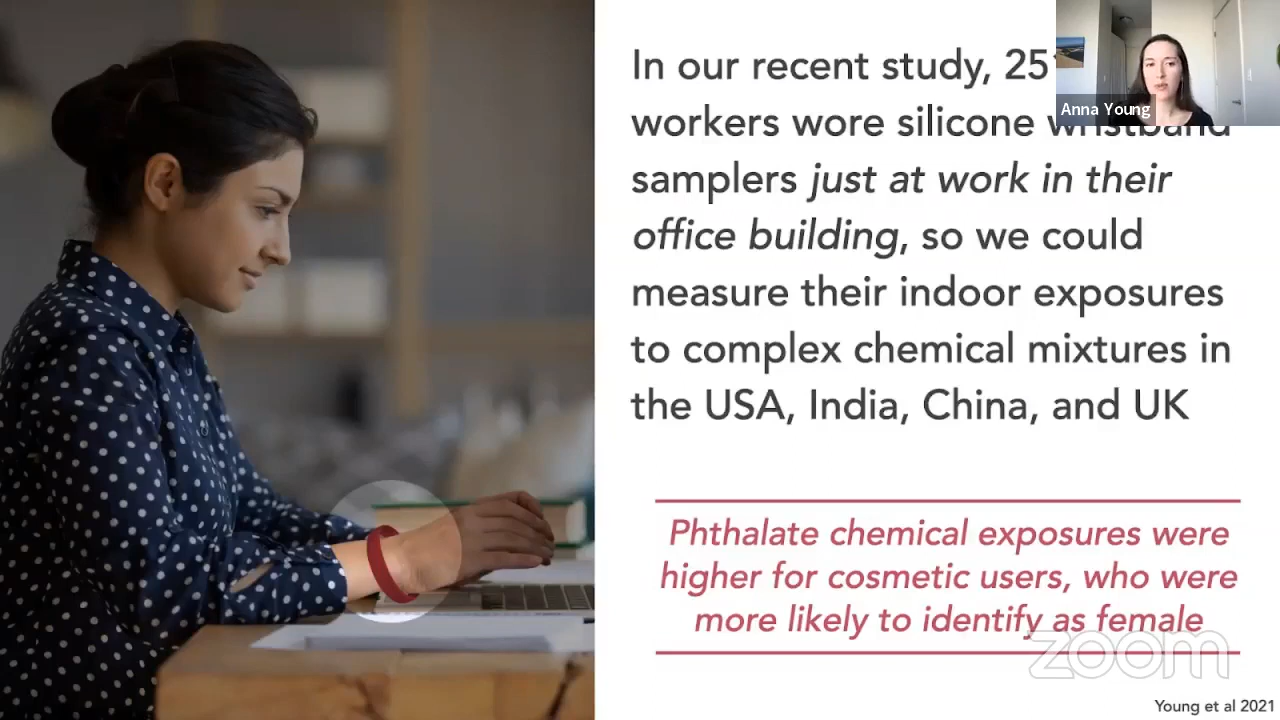 In our recent study, 251
workers wore silicone wristband
samplers just at work in their
office building, so we could
measure their indoor exposures
to complex chemical mixtures in
the USA, India, China, and UK
Phthalate chemical exposures were
higher for cosmetic users, who were
more likely to identify as female
Anna Young
zoom
Young et al 2021